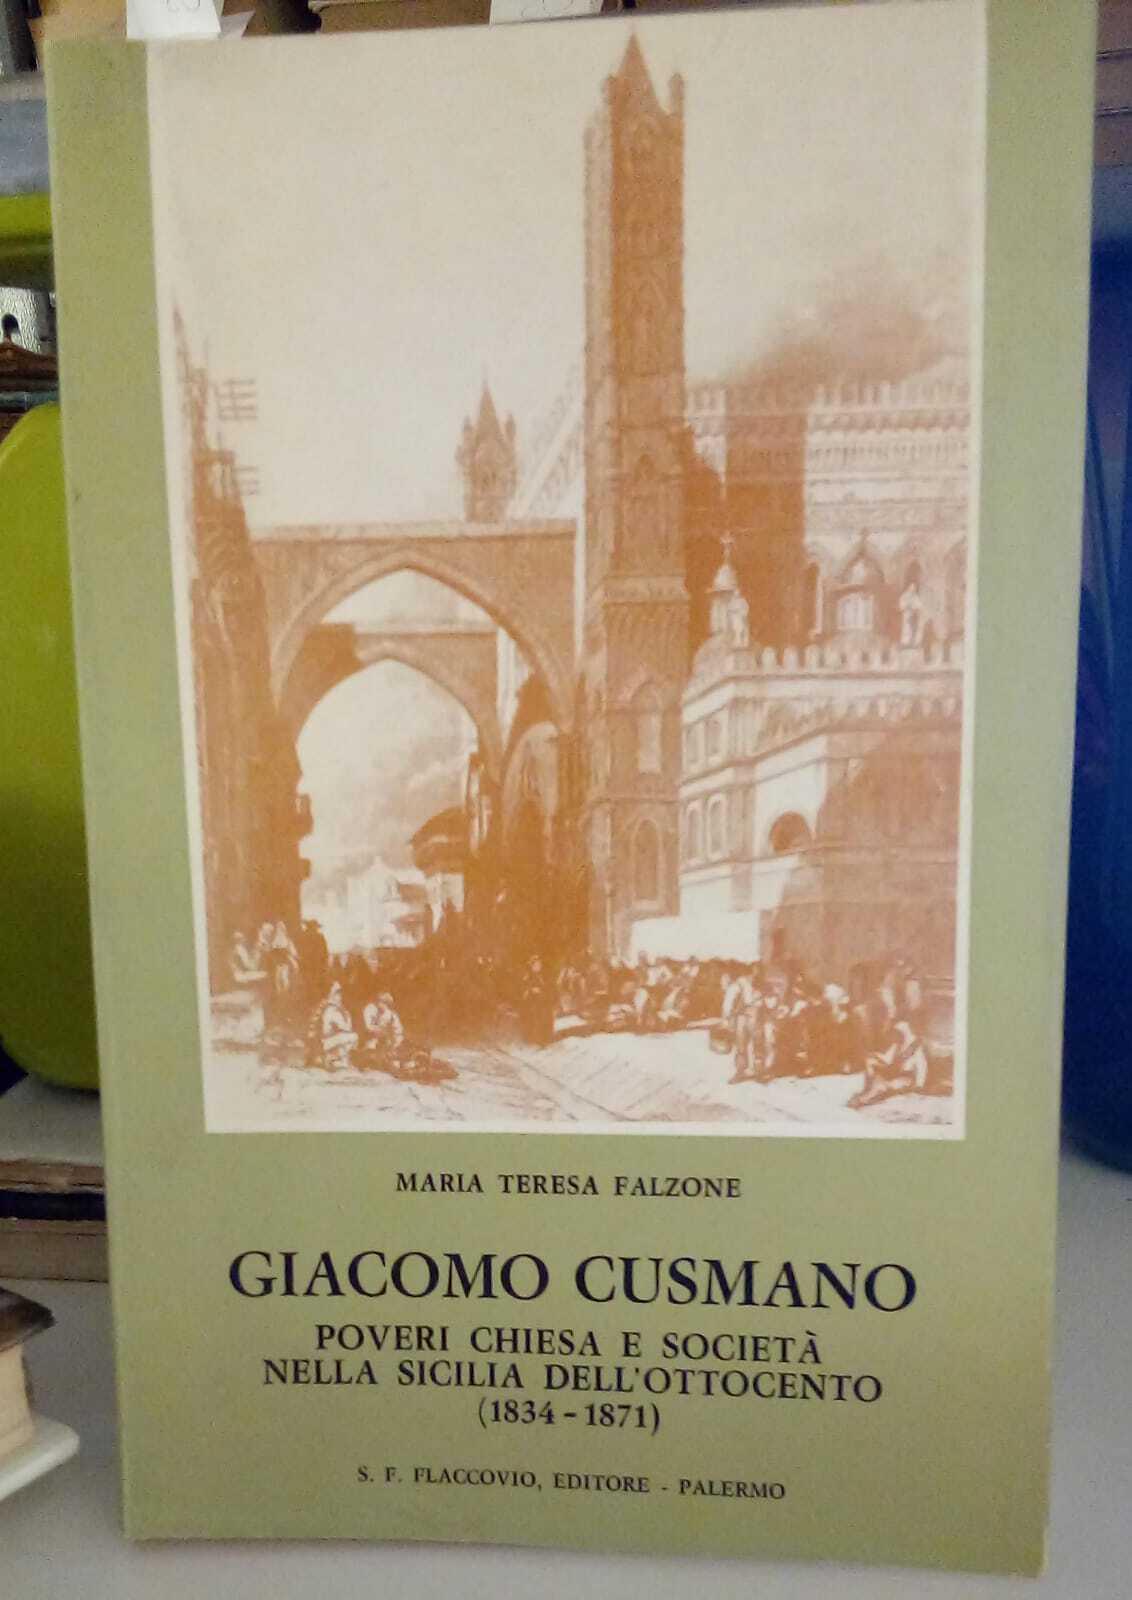 MARIA TERESA FALZONE
GIACOMO CUSMANO
POVERI CHIESA E SOCIETÀ
NELLA SICILIA DELL'OTTOCENTO
(1834-1871)
S. F. FLACCOVIO, EDITORE - PALERMO